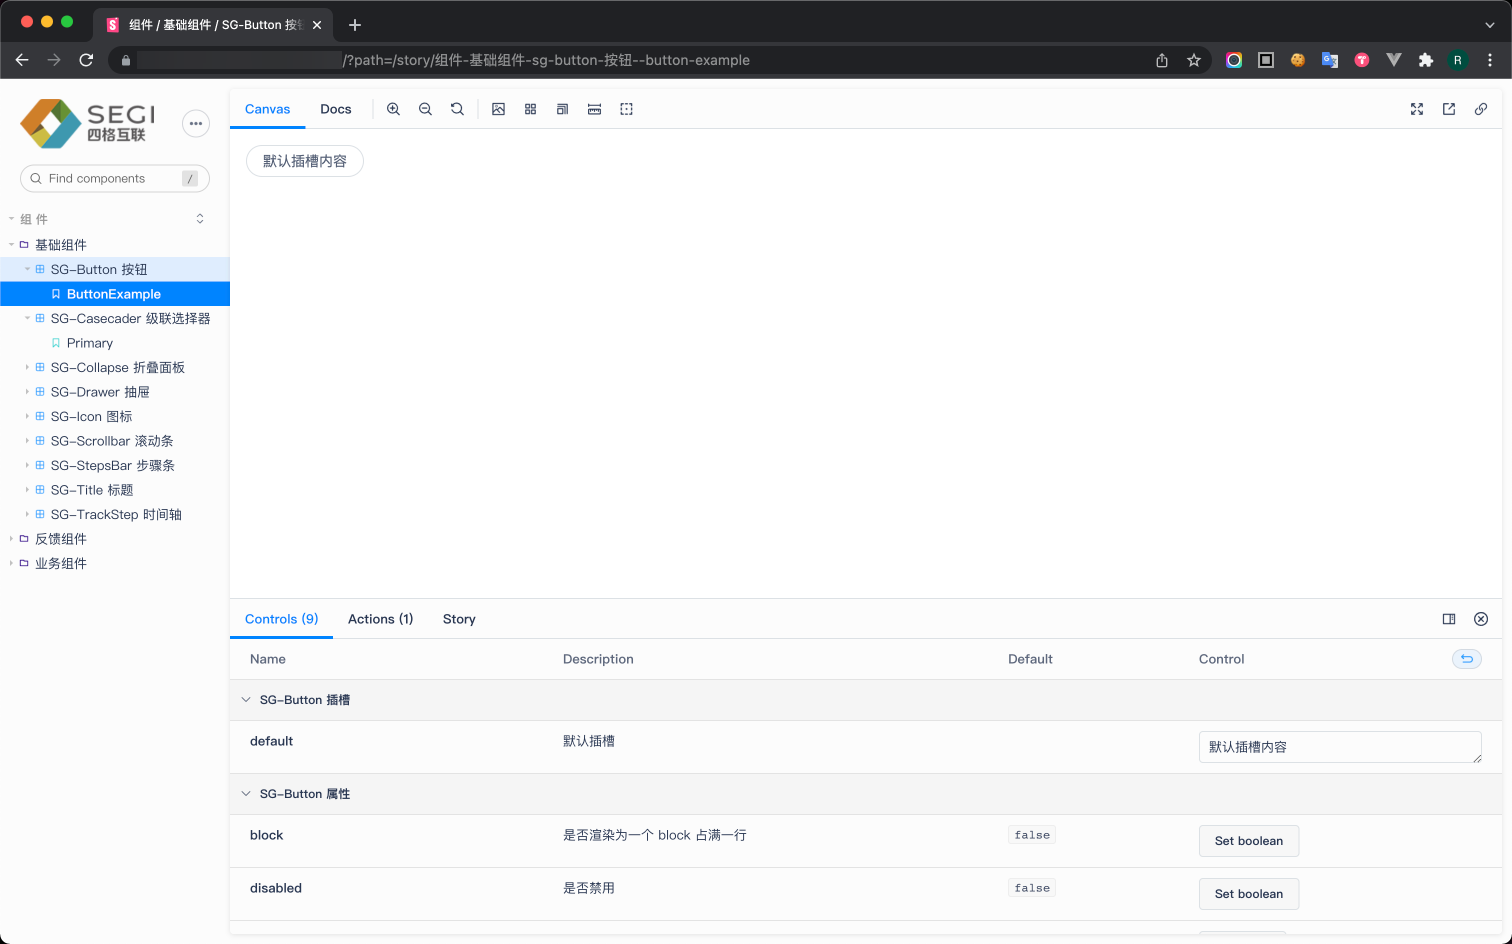 组件 / 基础组件 / SG-Button 按
/?path=/story/组件-基础组件-sg-button-按钮--button-example
R
SEGI
四格互联
Find components
/
组 件
基础组件
SG-Button 按钮
ButtonExample
SG-Casecader 级联选择器
Primary
SG-Collapse 折叠面板
SG-Drawer 抽屉
SG-Icon 图标
SG-Scrollbar 滚动条
SG-StepsBar 步骤条
SG-Title 标题
SG-TrackStep 时间轴
反馈组件
业务组件
Canvas Docs
默认插槽内容
Controls (9) Actions (1) Story
Name Description Default Control
SG-Button 插槽
default 默认插槽 默认插槽内容
SG-Button 属性
block 是否渲染为一个 block 占满一行 false Set boolean
disabled 是否禁用 false Set boolean